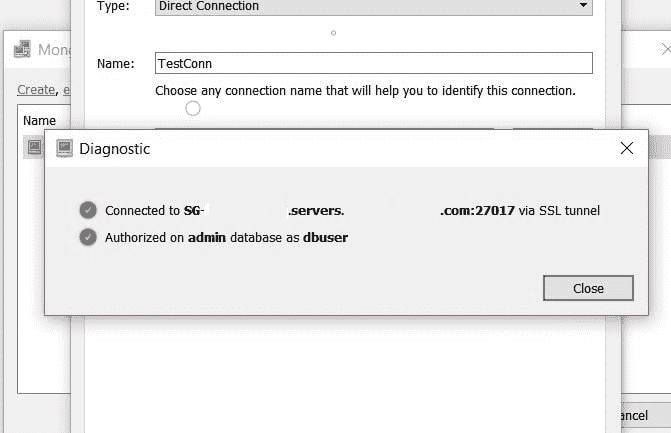 Type: Direct Connection
Mon
Name: TestConn
Create, e
Choose any connection name that will help you to identify this connection.
Name
Diagnostic
Connected to SG- .servers. .com:27017 via SSL tunnel
Authorized on admin database as dbuser
Close
ancel